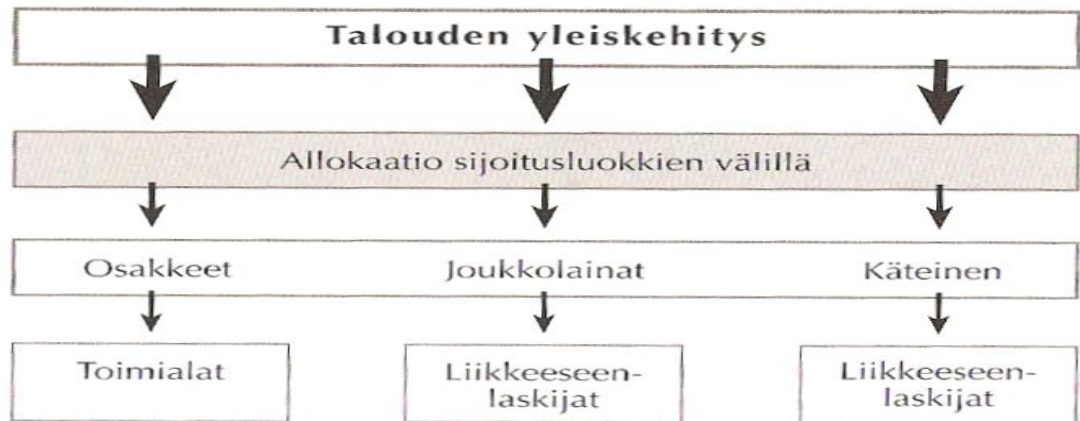 Talouden yleiskehitys
Allokaatio sijoitusluokkien välillä
Osakkeet
Joukkolainat
Käteinen
Toimialat
Liikkeeseen-
laskijat
Liikkeeseen-
laskijat